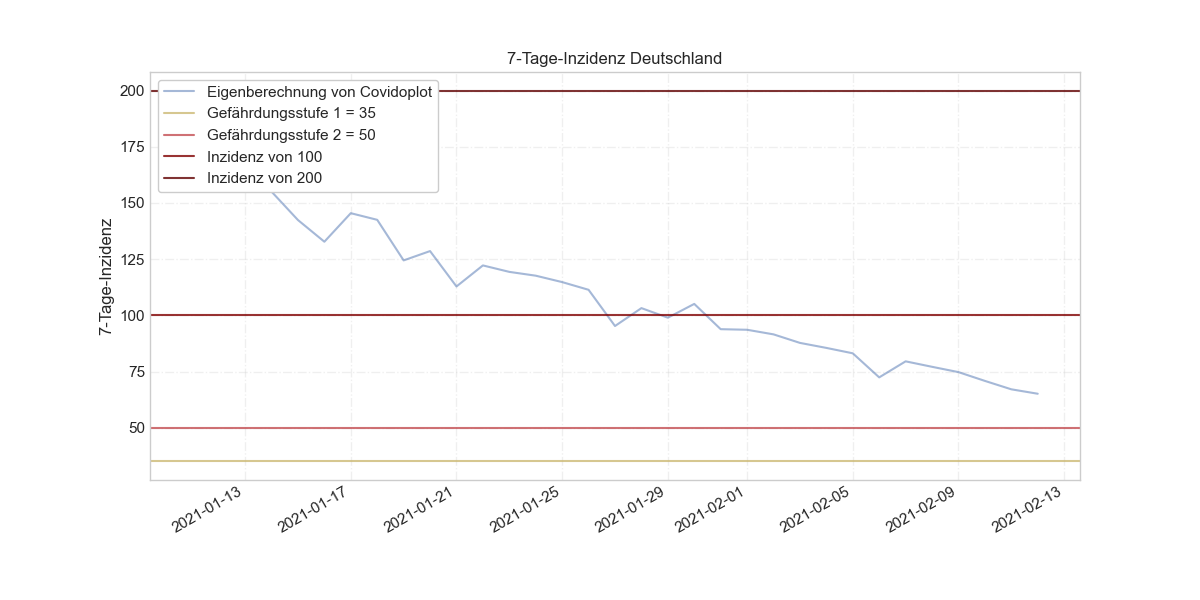 7-Tage-Inzidenz Deutschland
Eigenberechnung von Covidoplot
Gefährdungsstufe 1 = 35
Gefährdungsstufe 2 = 50
Inzidenz von 100
Inzidenz von 200
7-Tage-Inzidenz
200
175
150
125
100
75
50
2021-01-13
2021-01-17
2021-01-21
2021-01-25
2021-01-29
2021-02-01
2021-02-05
2021-02-09
2021-02-13